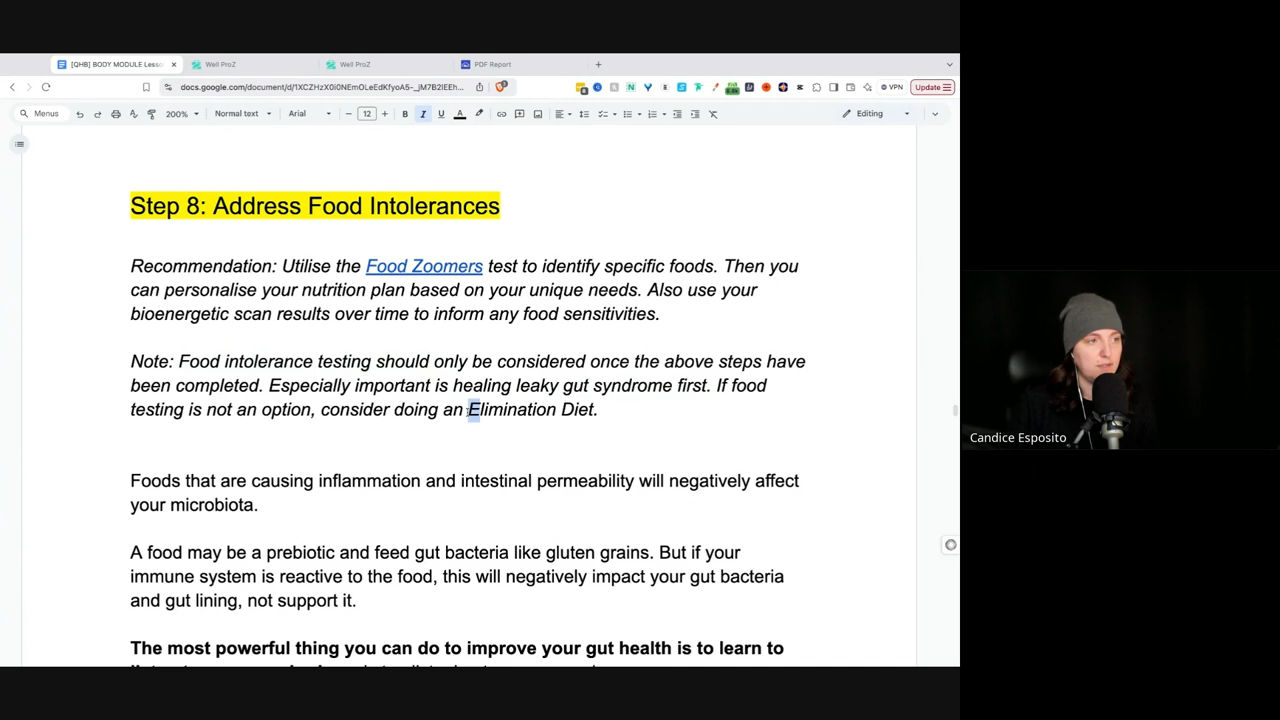 [QHB] BODY MODULE Lesso
Well ProZ
Well ProZ
PDF Report
Update
VPN
Menus
200%
Normal text
Arial
12
Editing
Step 8: Address Food Intolerances
Recommendation: Utilise the Food Zoomers test to identify specific foods. Then you
can personalise your nutrition plan based on your unique needs. Also use your
bioenergetic scan results over time to inform any food sensitivities.
Note: Food intolerance testing should only be considered once the above steps have
been completed. Especially important is healing leaky gut syndrome first. If food
testing is not an option, consider doing an Elimination Diet.
Foods that are causing inflammation and intestinal permeability will negatively affect
your microbiota.
A food may be a prebiotic and feed gut bacteria like gluten grains. But if your
immune system is reactive to the food, this will negatively impact your gut bacteria
and gut lining, not support it.
The most powerful thing you can do to improve your gut health is to learn to
Candice Esposito